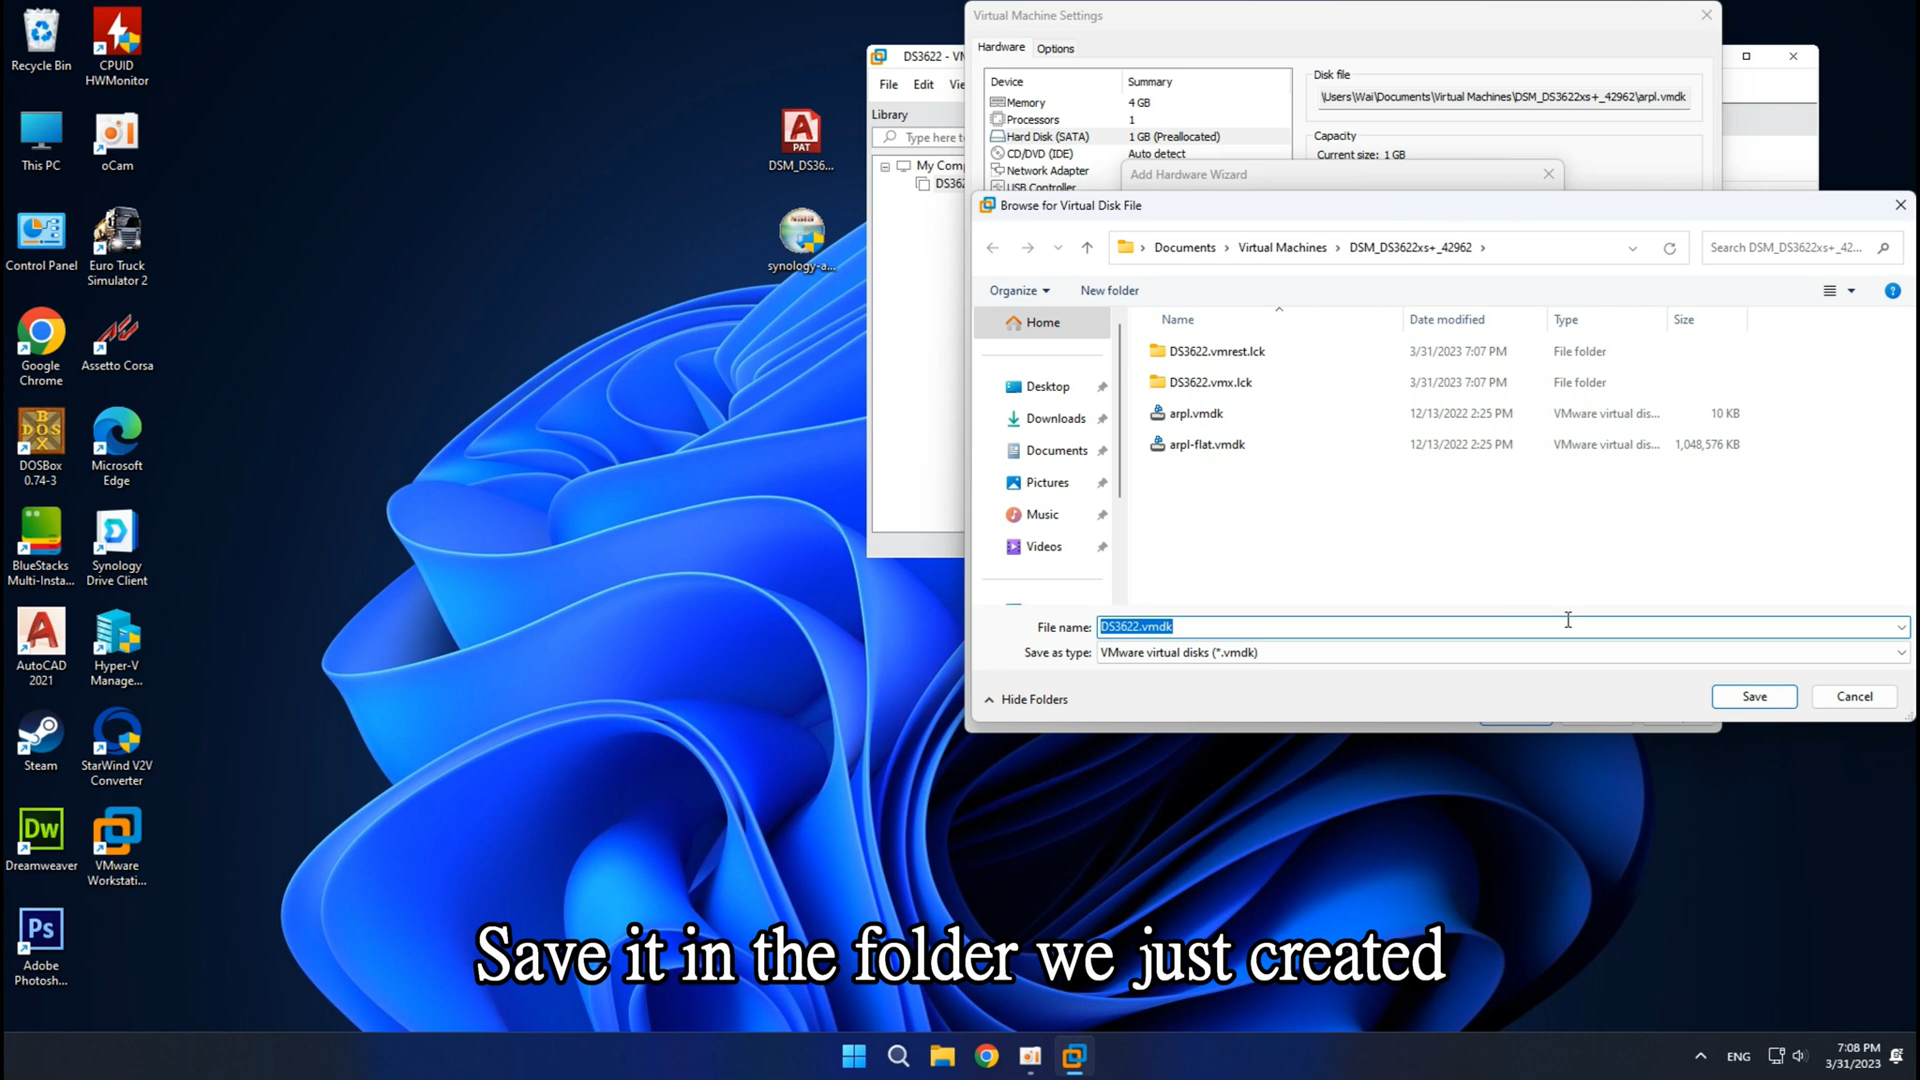 Recycle Bin
CPUID
HWMonitor
This PC
oCam
Control Panel
Euro Truck
Simulator 2
Google
Chrome
Assetto Corsa
DOSBox
0.74-3
Microsoft
Edge
BlueStacks
Multi-Insta...
Synology
Drive Client
AutoCAD
2021
Hyper-V
Manage...
Steam
StarWind V2V
Converter
Dw
Dreamweaver
VMware
Workstati...
Ps
Adobe
Photosh...
PAT
DSM_DS36...
synology-a...
DS3622 - VM
File Edit Vie
Library
Type here to
My Comp
DS362
Virtual Machine Settings
Hardware Options
Device Summary
Memory 4 GB
Processors 1
Hard Disk (SATA) 1 GB (Preallocated)
CD/DVD (IDE) Auto detect
Network Adapter
USB Controller
Disk file
\Users\Wai\Documents\Virtual Machines\DSM_DS3622xs+_42962\arpl.vmdk
Capacity
Current size: 1 GB
Add Hardware Wizard
Browse for Virtual Disk File
Documents > Virtual Machines > DSM_DS3622xs+_42962 >
Search DSM_DS3622xs+_42...
Organize New folder
Home
Desktop
Downloads
Documents
Pictures
Music
Videos
Name Date modified Type Size
DS3622.vmrest.lck 3/31/2023 7:07 PM File folder
DS3622.vmx.lck 3/31/2023 7:07 PM File folder
arpl.vmdk 12/13/2022 2:25 PM VMware virtual dis... 10 KB
arpl-flat.vmdk 12/13/2022 2:25 PM VMware virtual dis... 1,048,576 KB
File name: DS3622.vmdk
Save as type: VMware virtual disks (*.vmdk)
Hide Folders
Save Cancel
Save it in the folder we just created
ENG
7:08 PM
3/31/2023